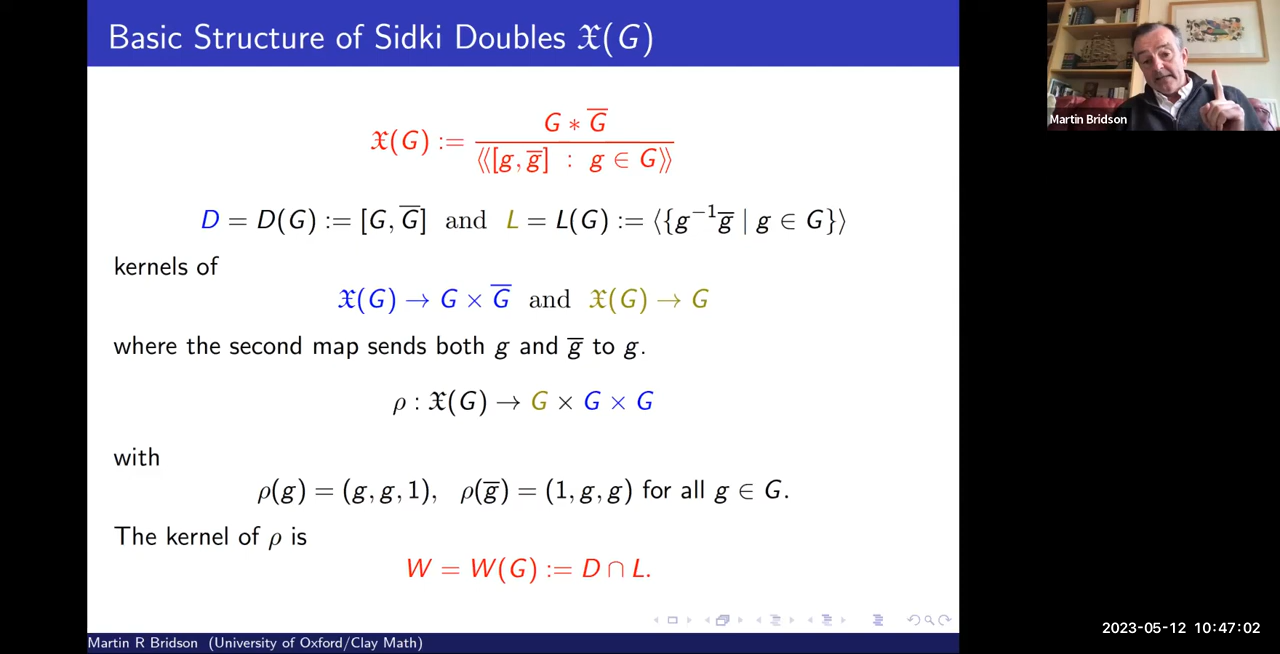 Basic Structure of Sidki Doubles 𝔛(G)
𝔛(G) := G ∗ G̅ / ⟨⟨[g, g̅] : g ∈ G⟩⟩
D = D(G) := [G, G̅] and L = L(G) := ⟨{g⁻¹g̅ | g ∈ G}⟩
kernels of
𝔛(G) → G × G̅ and 𝔛(G) → G
where the second map sends both g and g̅ to g.
ρ : 𝔛(G) → G × G × G
with
ρ(g) = (g, g, 1), ρ(g̅) = (1, g, g) for all g ∈ G.
The kernel of ρ is
W = W(G) := D ∩ L.
Martin R Bridson (University of Oxford/Clay Math)
Martin Bridson
2023-05-12 10:47:02